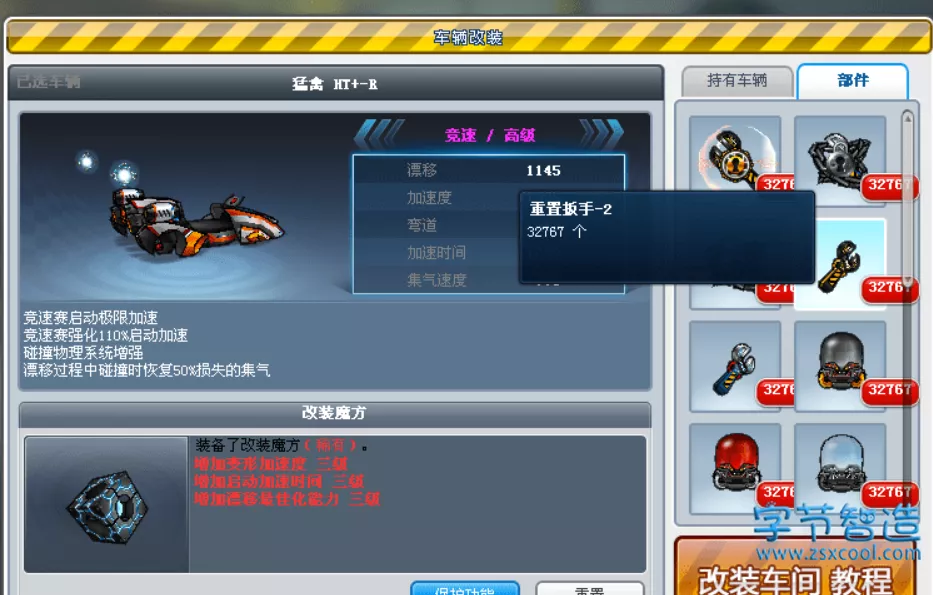 车辆改装
已选车辆
猛禽 HT+-R
持有车辆
部件
竞速 / 高级
漂移 1145
加速度
弯道
加速时间
集气速度
重置扳手-2
32767 个
3276
32767
3276
32767
3276
32767
3276
32767
竞速赛启动极限加速
竞速赛强化110%启动加速
碰撞物理系统增强
漂移过程中碰撞时恢复50%损失的集气
改装魔方
装备了改装魔方(稀有)。
增加变形加速度 三级
增加启动加速时间 三级
增加漂移最佳化能力 三级
保护功能
重置
字节智造
www.zsxcool.com
改装车间 教程